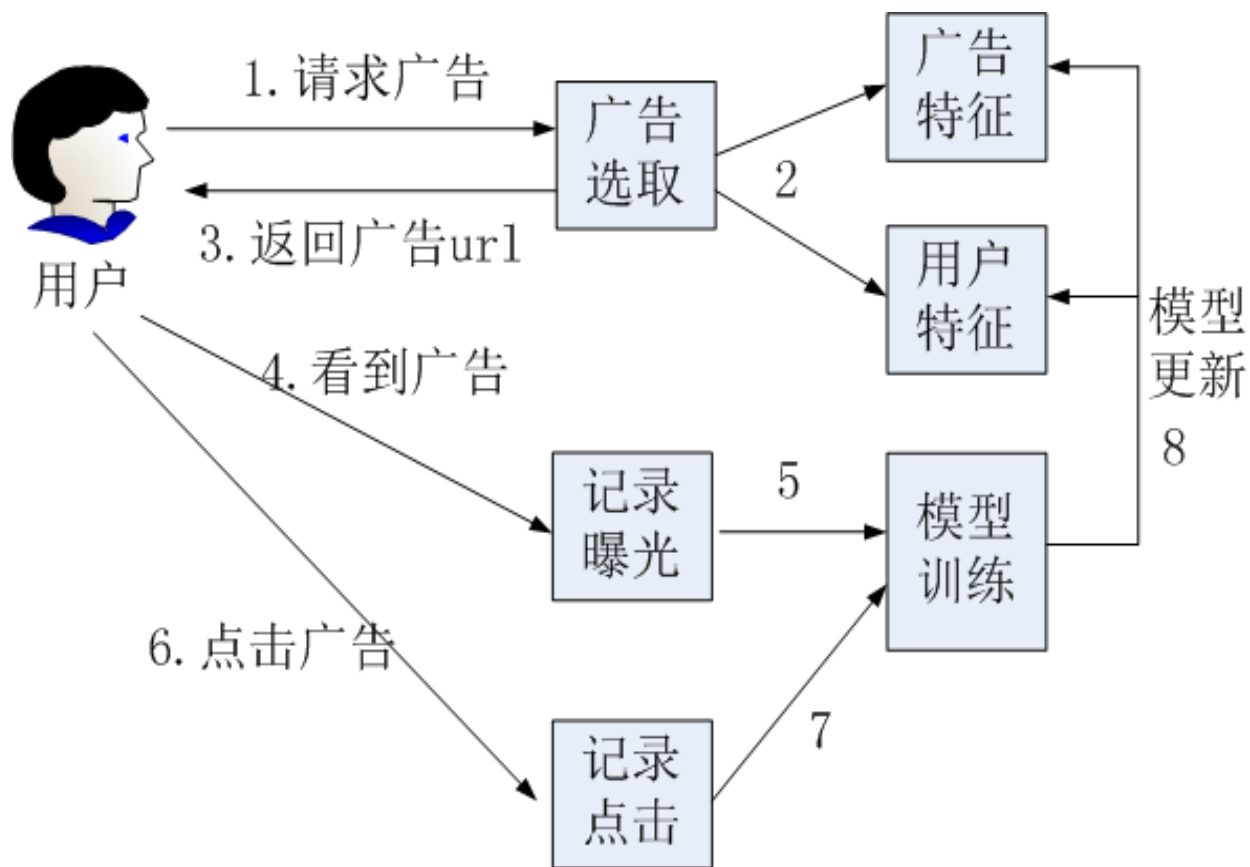 1.请求广告
广告
选取
广告
特征
2
3.返回广告url
用户
用户
特征
模型
更新
8
4.看到广告
记录
曝光
5
模型
训练
6.点击广告
7
记录
点击